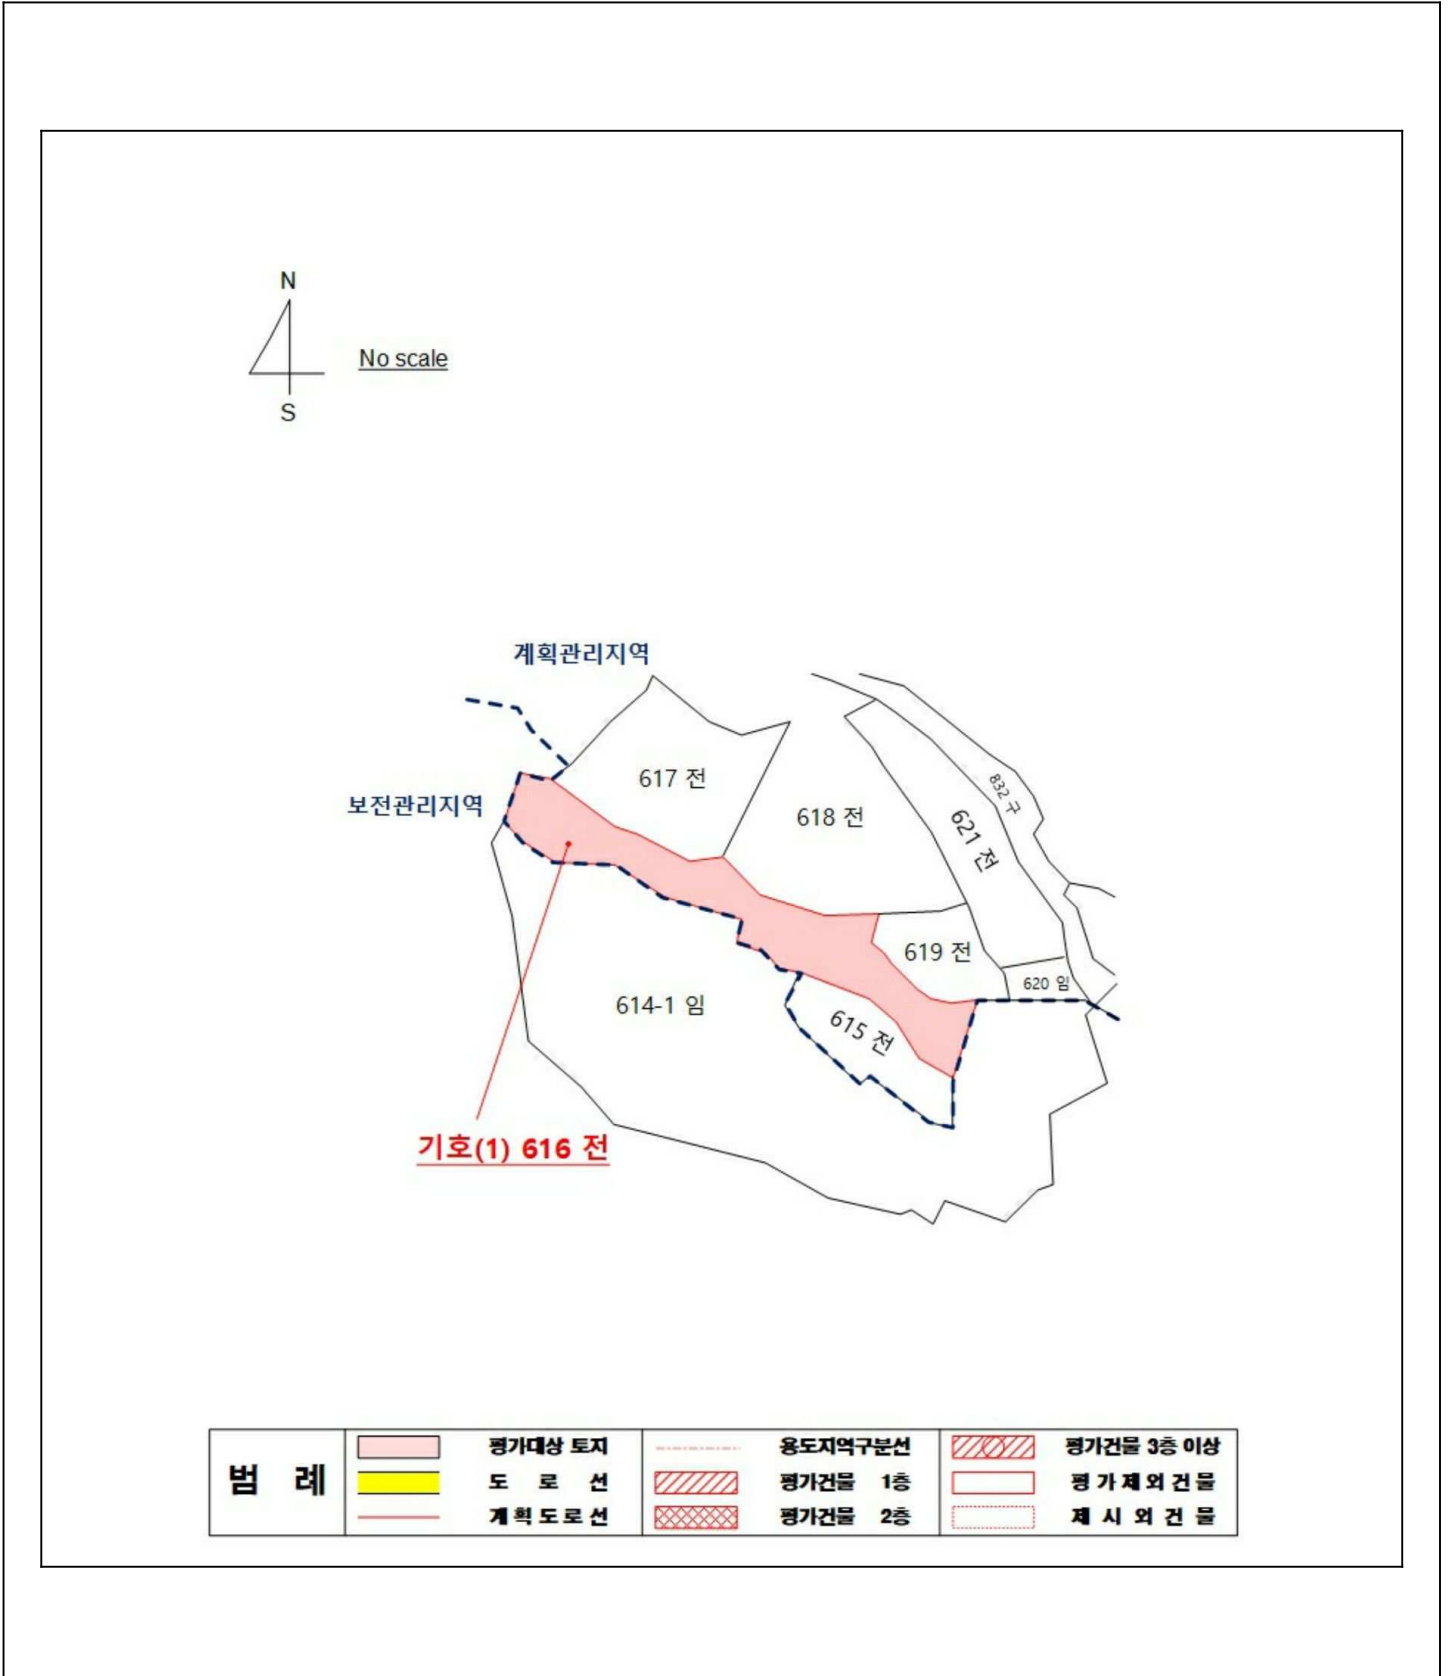 N
No scale
S
계획관리지역
보전관리지역
617 전
832 구
618 전
621 전
619 전
620 임
614-1 임
615 전
기호(1) 616 전
범 례
평가대상 토지
도 로 선
계획도로선
용도지역구분선
평가건물 1층
평가건물 2층
평가건물 3층 이상
평가제외건물
제시외건물